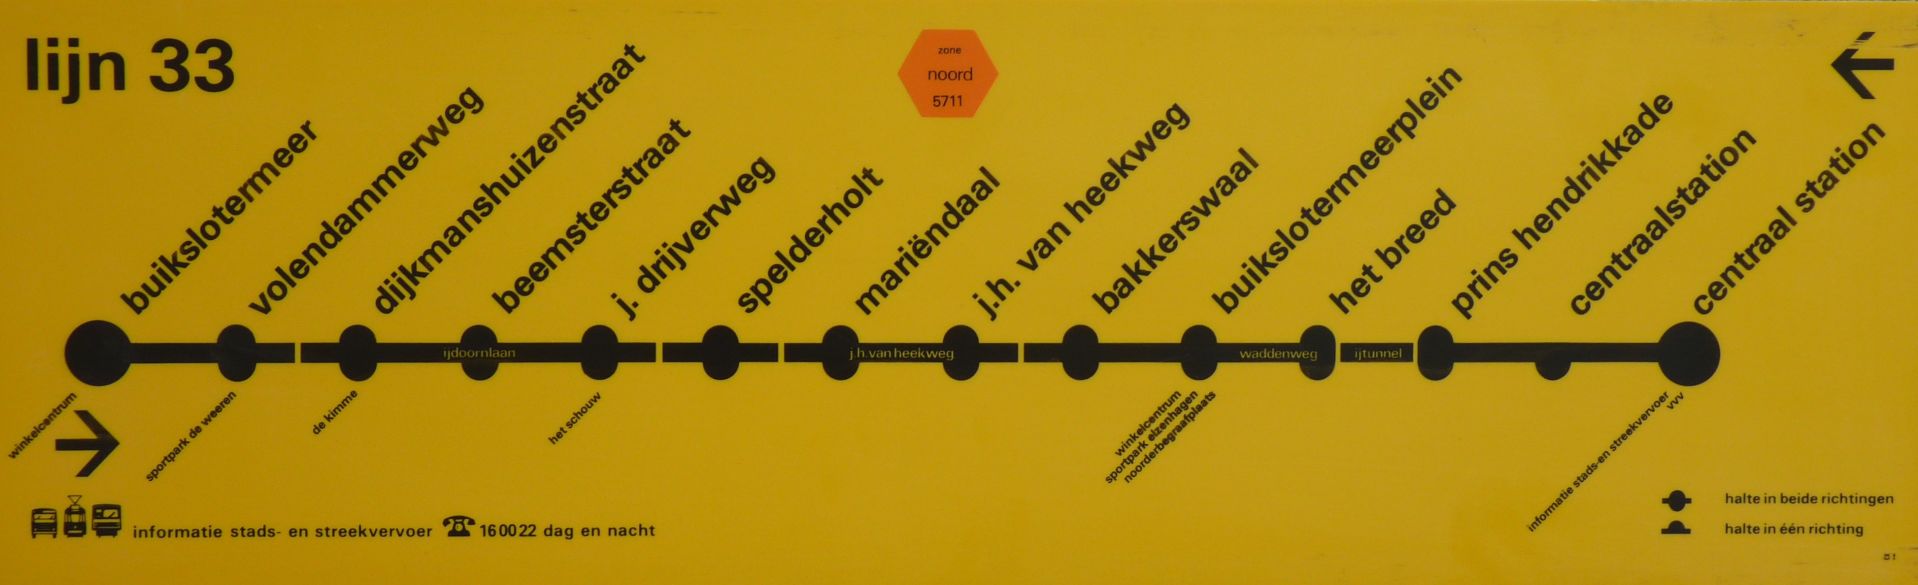 lijn 33
zone
noord
5711
buikslotermeer
volendammerweg
dijkmanshuizenstraat
beemsterstraat
j. drijverweg
spelderholt
mariëndaal
j.h. van heekweg
bakkerswaal
buikslotermeerplein
het breed
prins hendrikkade
centraalstation
centraal station
ijdoornlaan
j.h.van heekweg
waddenweg
ijtunnel
winkelcentrum
sportpark de weeren
de kimme
het schouw
winkelcentrum
sportpark elzenhagen
noorderbegraafplaats
informatie stads-en streekvervoer
vvv
informatie stads- en streekvervoer 160022 dag en nacht
halte in beide richtingen
halte in één richting